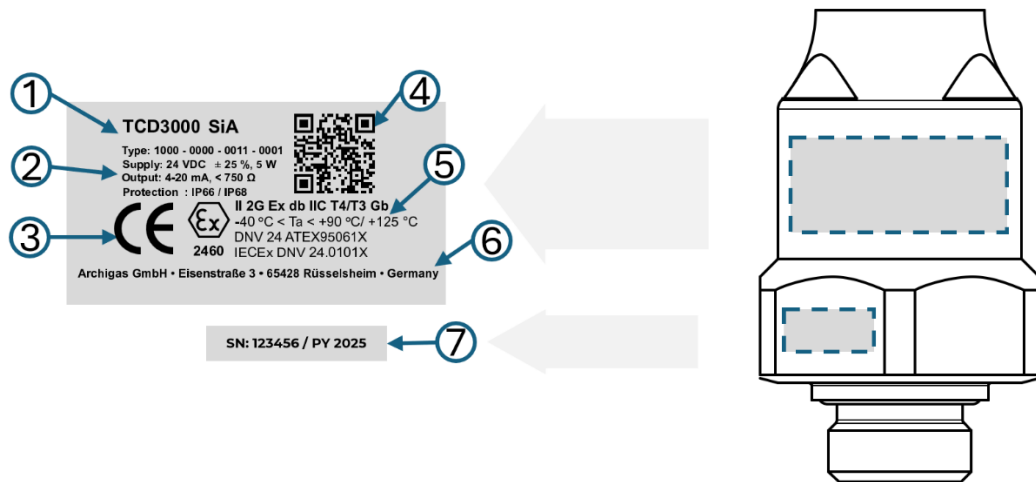 1
TCD3000 SiA
4
Type: 1000 - 0000 - 0011 - 0001
2
Supply: 24 VDC ± 25 %, 5 W
Output: 4-20 mA, < 750 Ω
5
Protection : IP66 / IP68
3
CE
Ex
2460
II 2G Ex db IIC T4/T3 Gb
-40 ºC < Ta < +90 ºC/ +125 °C
DNV 24 ATEX95061X
IECEx DNV 24.0101X
6
Archigas GmbH • Eisenstraße 3 • 65428 Rüsselsheim • Germany
SN: 123456 / PY 2025
7